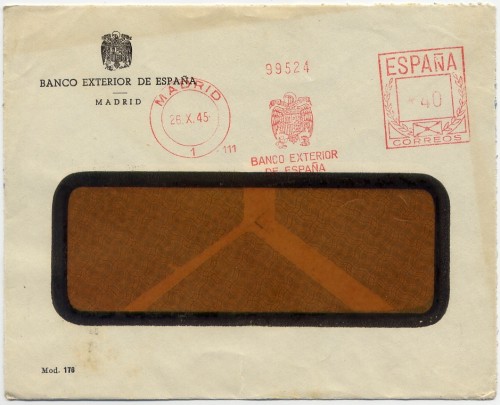 BANCO EXTERIOR DE ESPAÑA
MADRID
MADRID
26.X.45
1
111
99524
BANCO EXTERIOR
DE ESPAÑA
ESPAÑA
40
CORREOS
Mod. 176